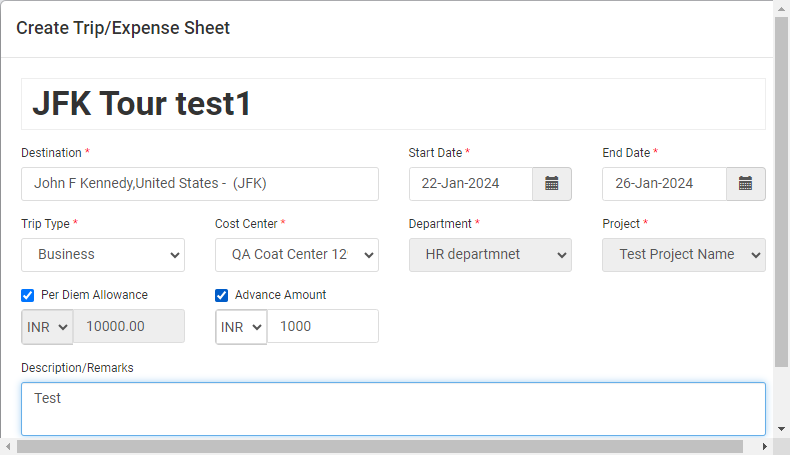 Create Trip/Expense Sheet
JFK Tour test1
Destination * Start Date * End Date *
John F Kennedy,United States - (JFK) 22-Jan-2024 26-Jan-2024
Trip Type * Cost Center * Department * Project *
Business QA Coat Center 12 HR departmnet Test Project Name
Per Diem Allowance Advance Amount
INR 10000.00 INR 1000
Description/Remarks
Test